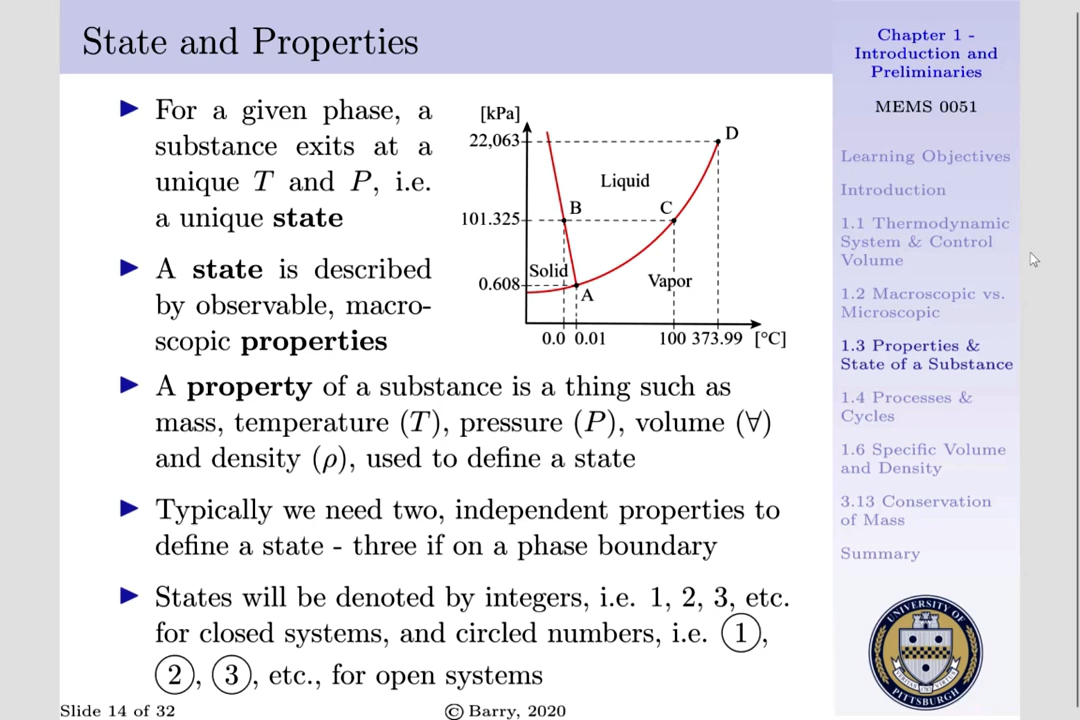 State and Properties
▶ For a given phase, a
substance exits at a
unique T and P, i.e.
a unique state
▶ A state is described
by observable, macro-
scopic properties
[kPa]
22,063
101.325
0.608
D
Liquid
B
C
Solid
Vapor
A
0.0 0.01 100 373.99 [°C]
▶ A property of a substance is a thing such as
mass, temperature (T), pressure (P), volume (∀)
and density (ρ), used to define a state
▶ Typically we need two, independent properties to
define a state - three if on a phase boundary
▶ States will be denoted by integers, i.e. 1, 2, 3, etc.
for closed systems, and circled numbers, i.e. ①,
②, ③, etc., for open systems
Slide 14 of 32
© Barry, 2020
Chapter 1 -
Introduction and
Preliminaries
MEMS 0051
Learning Objectives
Introduction
1.1 Thermodynamic
System & Control
Volume
1.2 Macroscopic vs.
Microscopic
1.3 Properties &
State of a Substance
1.4 Processes &
Cycles
1.6 Specific Volume
and Density
3.13 Conservation
of Mass
Summary
UNIVERSITY OF
PITTSBURGH